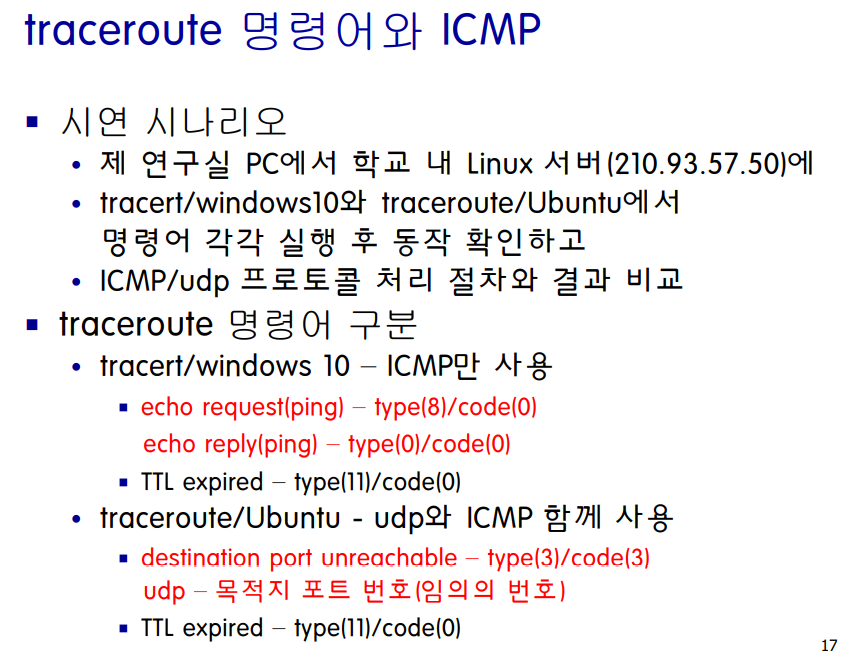 traceroute 명령어와 ICMP
시연 시나리오
제 연구실 PC에서 학교 내 Linux 서버(210.93.57.50)에
tracert/windows10와 traceroute/Ubuntu에서
명령어 각각 실행 후 동작 확인하고
ICMP/udp 프로토콜 처리 절차와 결과 비교
traceroute 명령어 구분
tracert/windows 10 – ICMP만 사용
echo request(ping) – type(8)/code(0)
echo reply(ping) – type(0)/code(0)
TTL expired – type(11)/code(0)
traceroute/Ubuntu - udp와 ICMP 함께 사용
destination port unreachable – type(3)/code(3)
udp – 목적지 포트 번호(임의의 번호)
TTL expired – type(11)/code(0)
17